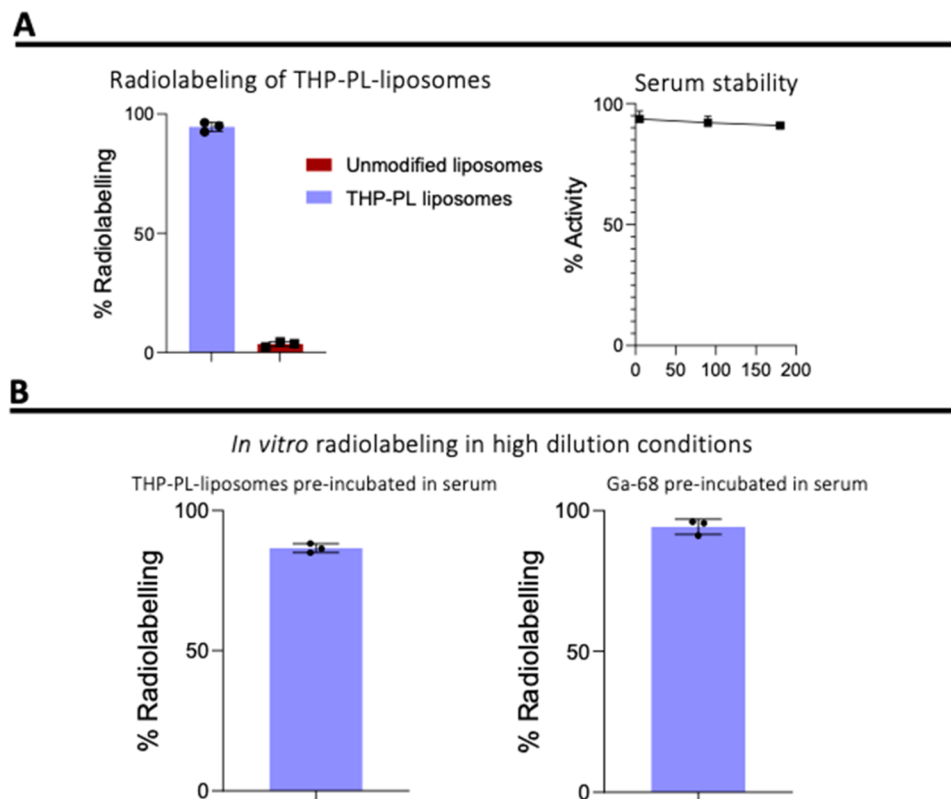 A
Radiolabeling of THP-PL-liposomes
% Radiolabelling
100
50
0
Unmodified liposomes
THP-PL liposomes
Serum stability
% Activity
100
50
0
0 50 100 150 200
B
In vitro radiolabeling in high dilution conditions
THP-PL-liposomes pre-incubated in serum
% Radiolabelling
100
50
0
Ga-68 pre-incubated in serum
% Radiolabelling
100
50
0